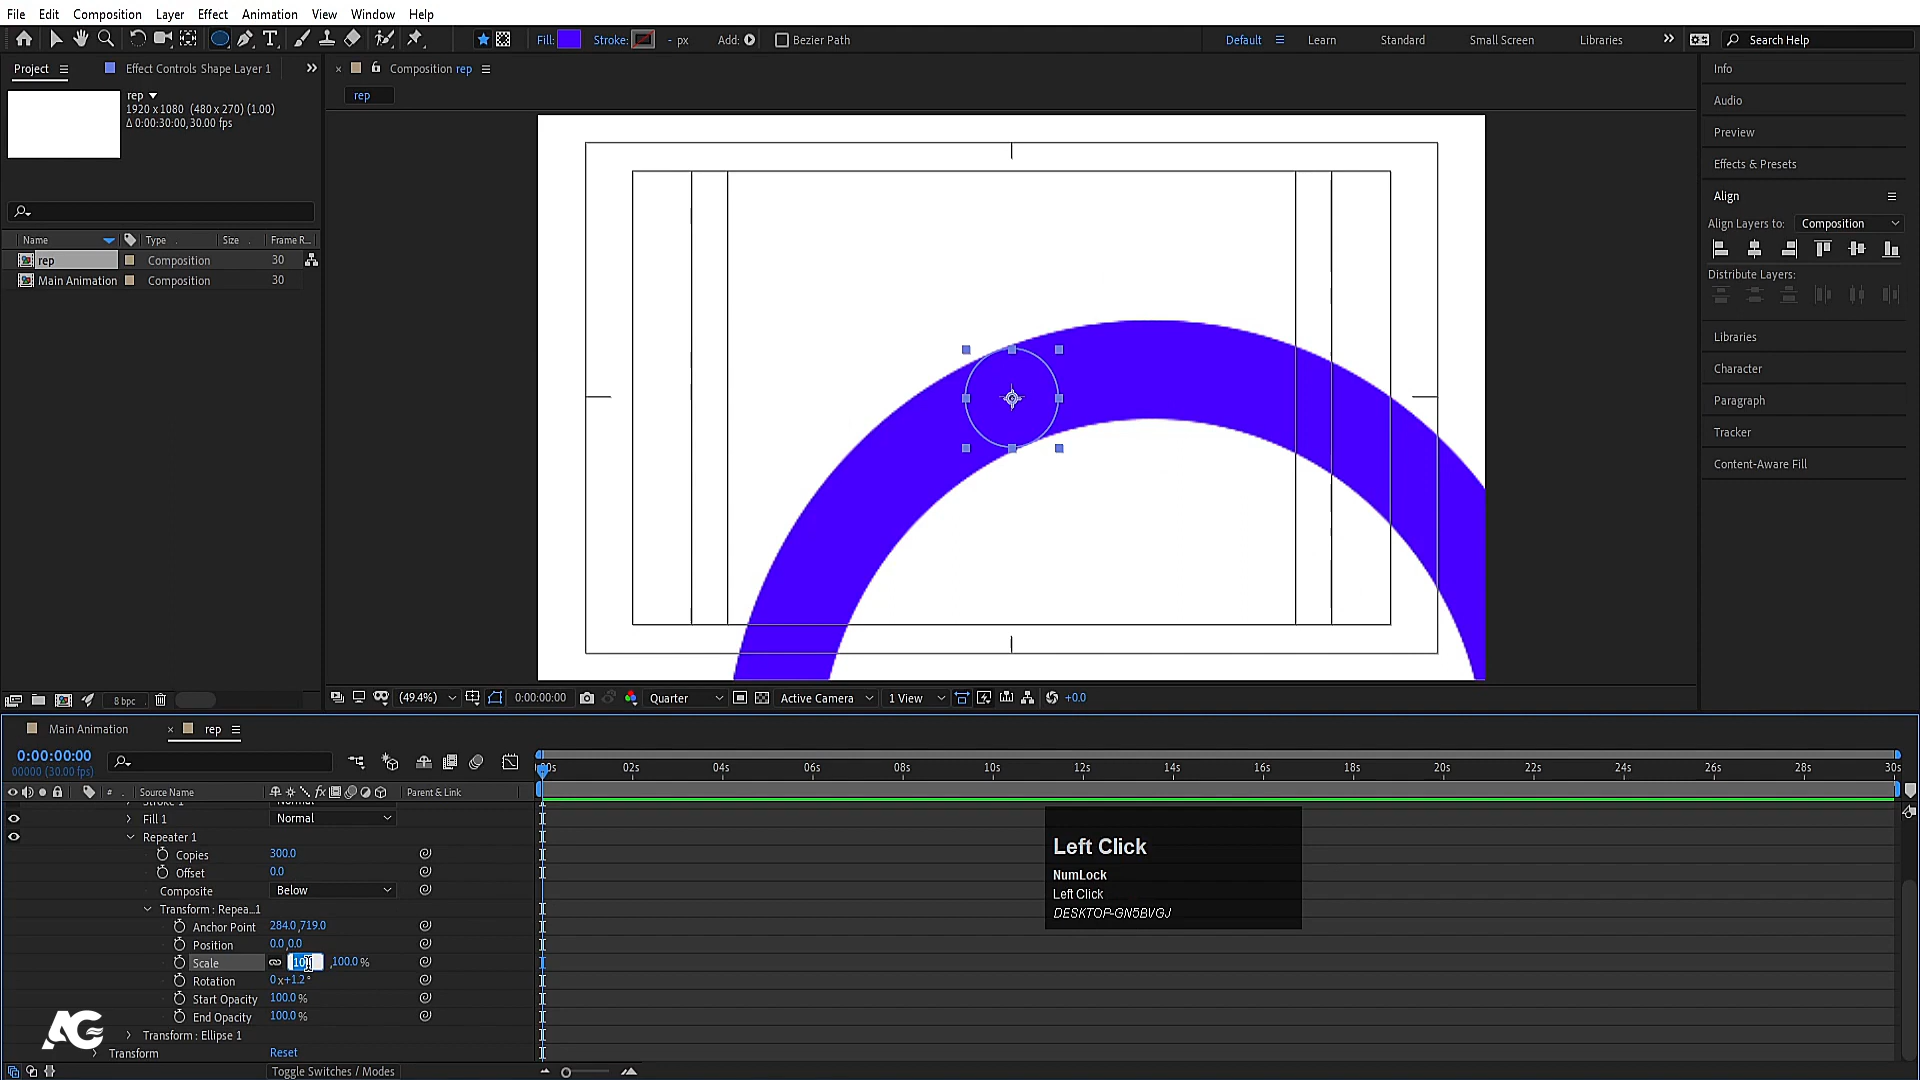 File Edit Composition Layer Effect Animation View Window Help
Fill: Stroke: - px Add: Bezier Path Default Learn Standard Small Screen Libraries Search Help
Project Effect Controls Shape Layer 1
Composition rep
rep
rep
1920 x 1080 (480 x 270) (1.00)
Δ 0:00:30:00, 30.00 fps
Name Type Size Frame R...
rep Composition 30
Main Animation Composition 30
Info
Audio
Preview
Effects & Presets
Align
Align Layers to: Composition
Distribute Layers:
Libraries
Character
Paragraph
Tracker
Content-Aware Fill
8 bpc
(49.4%) 0:00:00:00 Quarter Active Camera 1 View +0.0
Main Animation rep
0:00:00:00
00000 (30.00 fps)
# Source Name Parent & Link
02s 04s 06s 08s 10s 12s 14s 16s 18s 20s 22s 24s 26s 28s 30s
Fill 1 Normal
Repeater 1
Copies 300.0
Offset 0.0
Composite Below
Transform : Repea...1
Anchor Point 284.0,719.0
Position 0.0,0.0
Scale ,100.0 %
Rotation 0x+1.2°
Start Opacity 100.0 %
End Opacity 100.0 %
Transform : Ellipse 1
Transform Reset
Toggle Switches / Modes
Left Click
NumLock
Left Click
DESKTOP-GN5BVGJ
AG